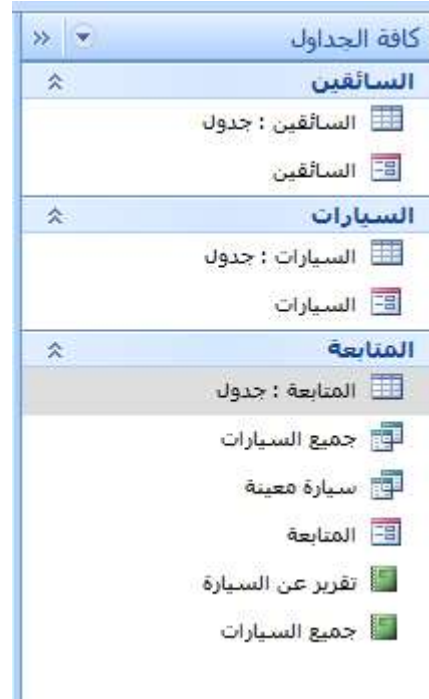 كافة الجداول
السائقين
السائقين : جدول
السائقين
السيارات
السيارات : جدول
السيارات
المتابعة
المتابعة : جدول
جميع السيارات
سيارة معينة
المتابعة
تقرير عن السيارة
جميع السيارات